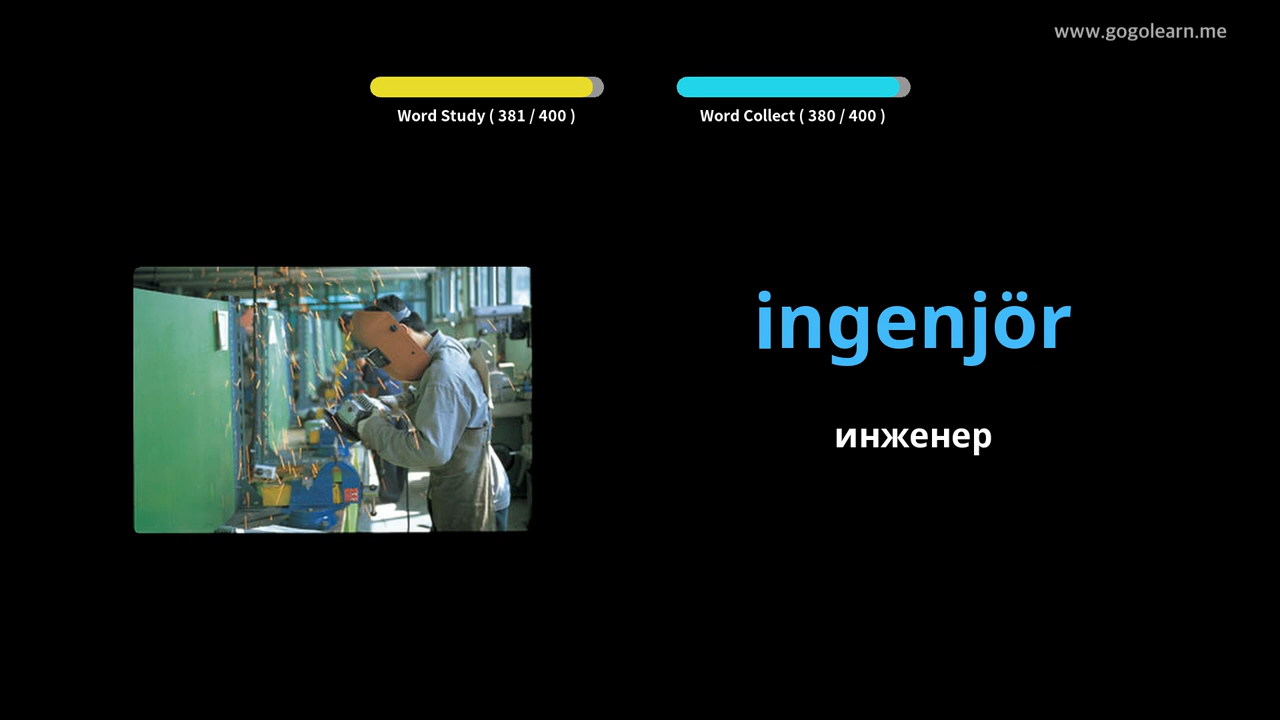 www.gogolearn.me
Word Study ( 381 / 400 )
Word Collect ( 380 / 400 )
ingenjör
инженер